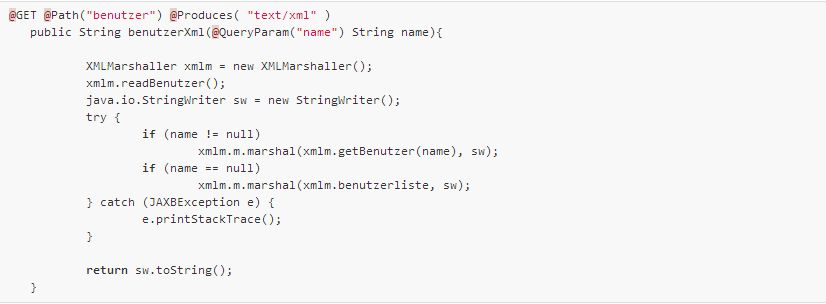 @GET @Path("benutzer") @Produces( "text/xml" )
   public String benutzerXml(@QueryParam("name") String name){

           XMLMarshaller xmlm = new XMLMarshaller();
           xmlm.readBenutzer();
           java.io.StringWriter sw = new StringWriter();
           try {
                   if (name != null)
                           xmlm.m.marshal(xmlm.getBenutzer(name), sw);
                   if (name == null)
                           xmlm.m.marshal(xmlm.benutzerliste, sw);
           } catch (JAXBException e) {
                   e.printStackTrace();
           }

           return sw.toString();
   }